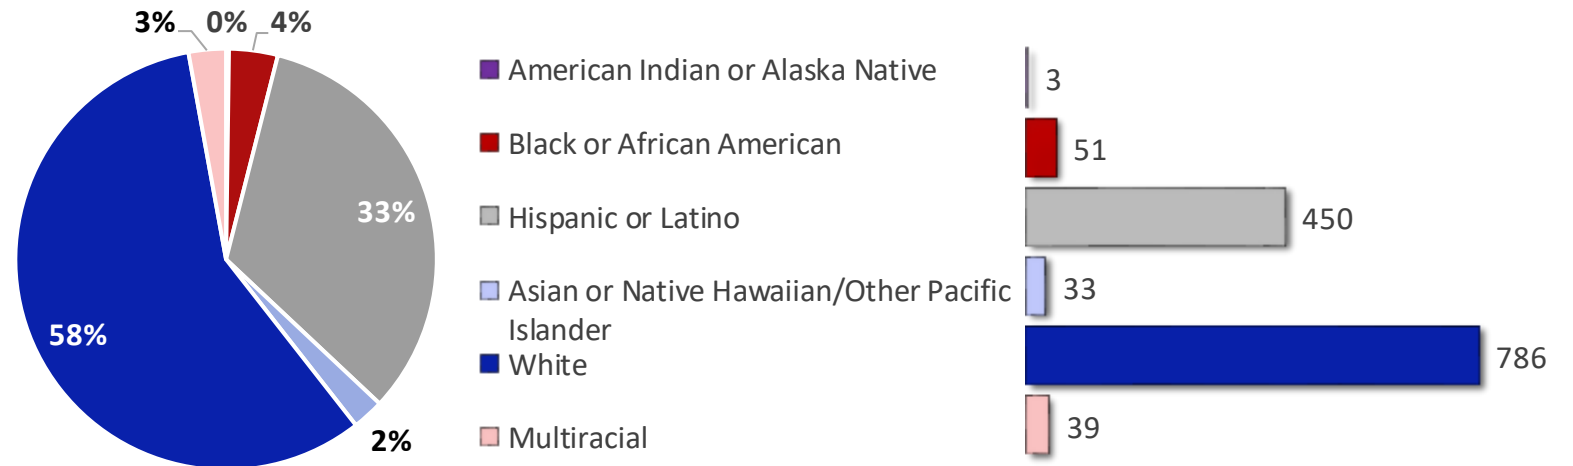 3% 0% 4%
33%
58%
2%
American Indian or Alaska Native
Black or African American
Hispanic or Latino
Asian or Native Hawaiian/Other Pacific
Islander
White
Multiracial
3
51
450
33
786
39